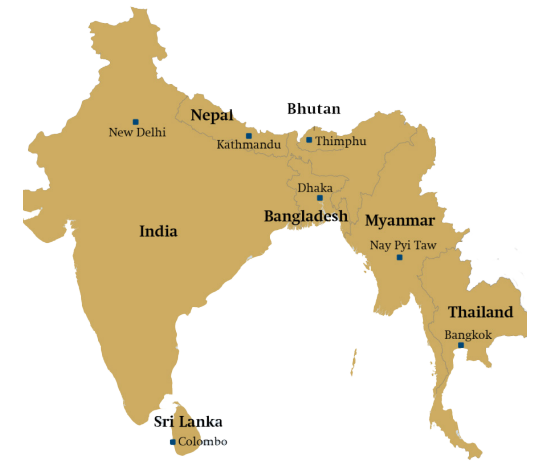 Nepal
Bhutan
New Delhi
Kathmandu
Thimphu
Dhaka
Bangladesh
Myanmar
India
Nay Pyi Taw
Thailand
Bangkok
Sri Lanka
Colombo